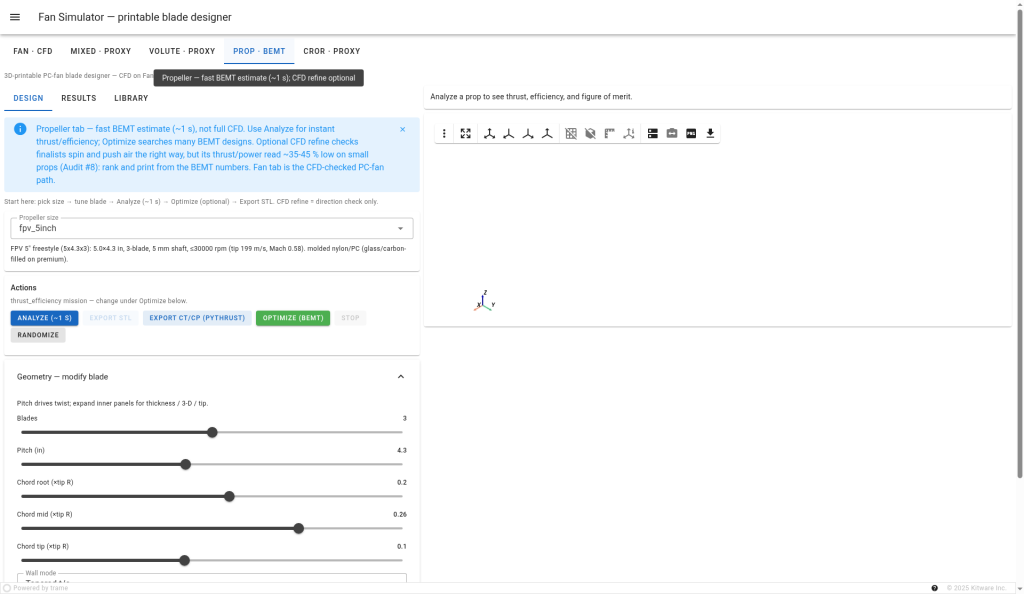 Fan Simulator — printable blade designer
FAN · CFD
MIXED · PROXY
VOLUTE · PROXY
PROP · BEMT
CROR · PROXY
Propeller — fast BEMT estimate (~1 s); CFD refine optional
3D-printable PC-fan blade designer — CFD on Fan
DESIGN
RESULTS
LIBRARY
Propeller tab — fast BEMT estimate (~1 s), not full CFD. Use Analyze for instant
thrust/efficiency; Optimize searches many BEMT designs. Optional CFD refine checks
finalists spin and push air the right way, but its thrust/power read ~35-45 % low on small
props (Audit #8): rank and print from the BEMT numbers. Fan tab is the CFD-checked PC-fan
path.
Start here: pick size → tune blade → Analyze (~1 s) → Optimize (optional) → Export STL. CFD refine = direction check only.
Propeller size
fpv_5inch
FPV 5" freestyle (5x4.3x3): 5.0×4.3 in, 3-blade, 5 mm shaft, ≤30000 rpm (tip 199 m/s, Mach 0.58). molded nylon/PC (glass/carbon-
filled on premium).
Actions
thrust_efficiency mission — change under Optimize below.
ANALYZE (~1 S)
EXPORT STL
EXPORT CT/CP (PYTHRUST)
OPTIMIZE (BEMT)
STOP
RANDOMIZE
Geometry — modify blade
Pitch drives twist; expand inner panels for thickness / 3-D / tip.
Blades 3
Pitch (in) 4.3
Chord root (×tip R) 0.2
Chord mid (×tip R) 0.26
Chord tip (×tip R) 0.1
Wall mode
Analyze a prop to see thrust, efficiency, and figure of merit.
Z
X
Y
Powered by trame
© 2025 Kitware Inc.